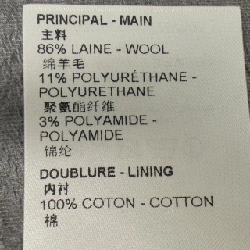 PRINCIPAL - MAIN
主料
86% LAINE - WOOL
绵羊毛
11% POLYURÉTHANE -
POLYURETHANE
聚氨酯纤维
3% POLYAMIDE -
POLYAMIDE
锦纶
DOUBLURE - LINING
内衬
100% COTON - COTTON
棉